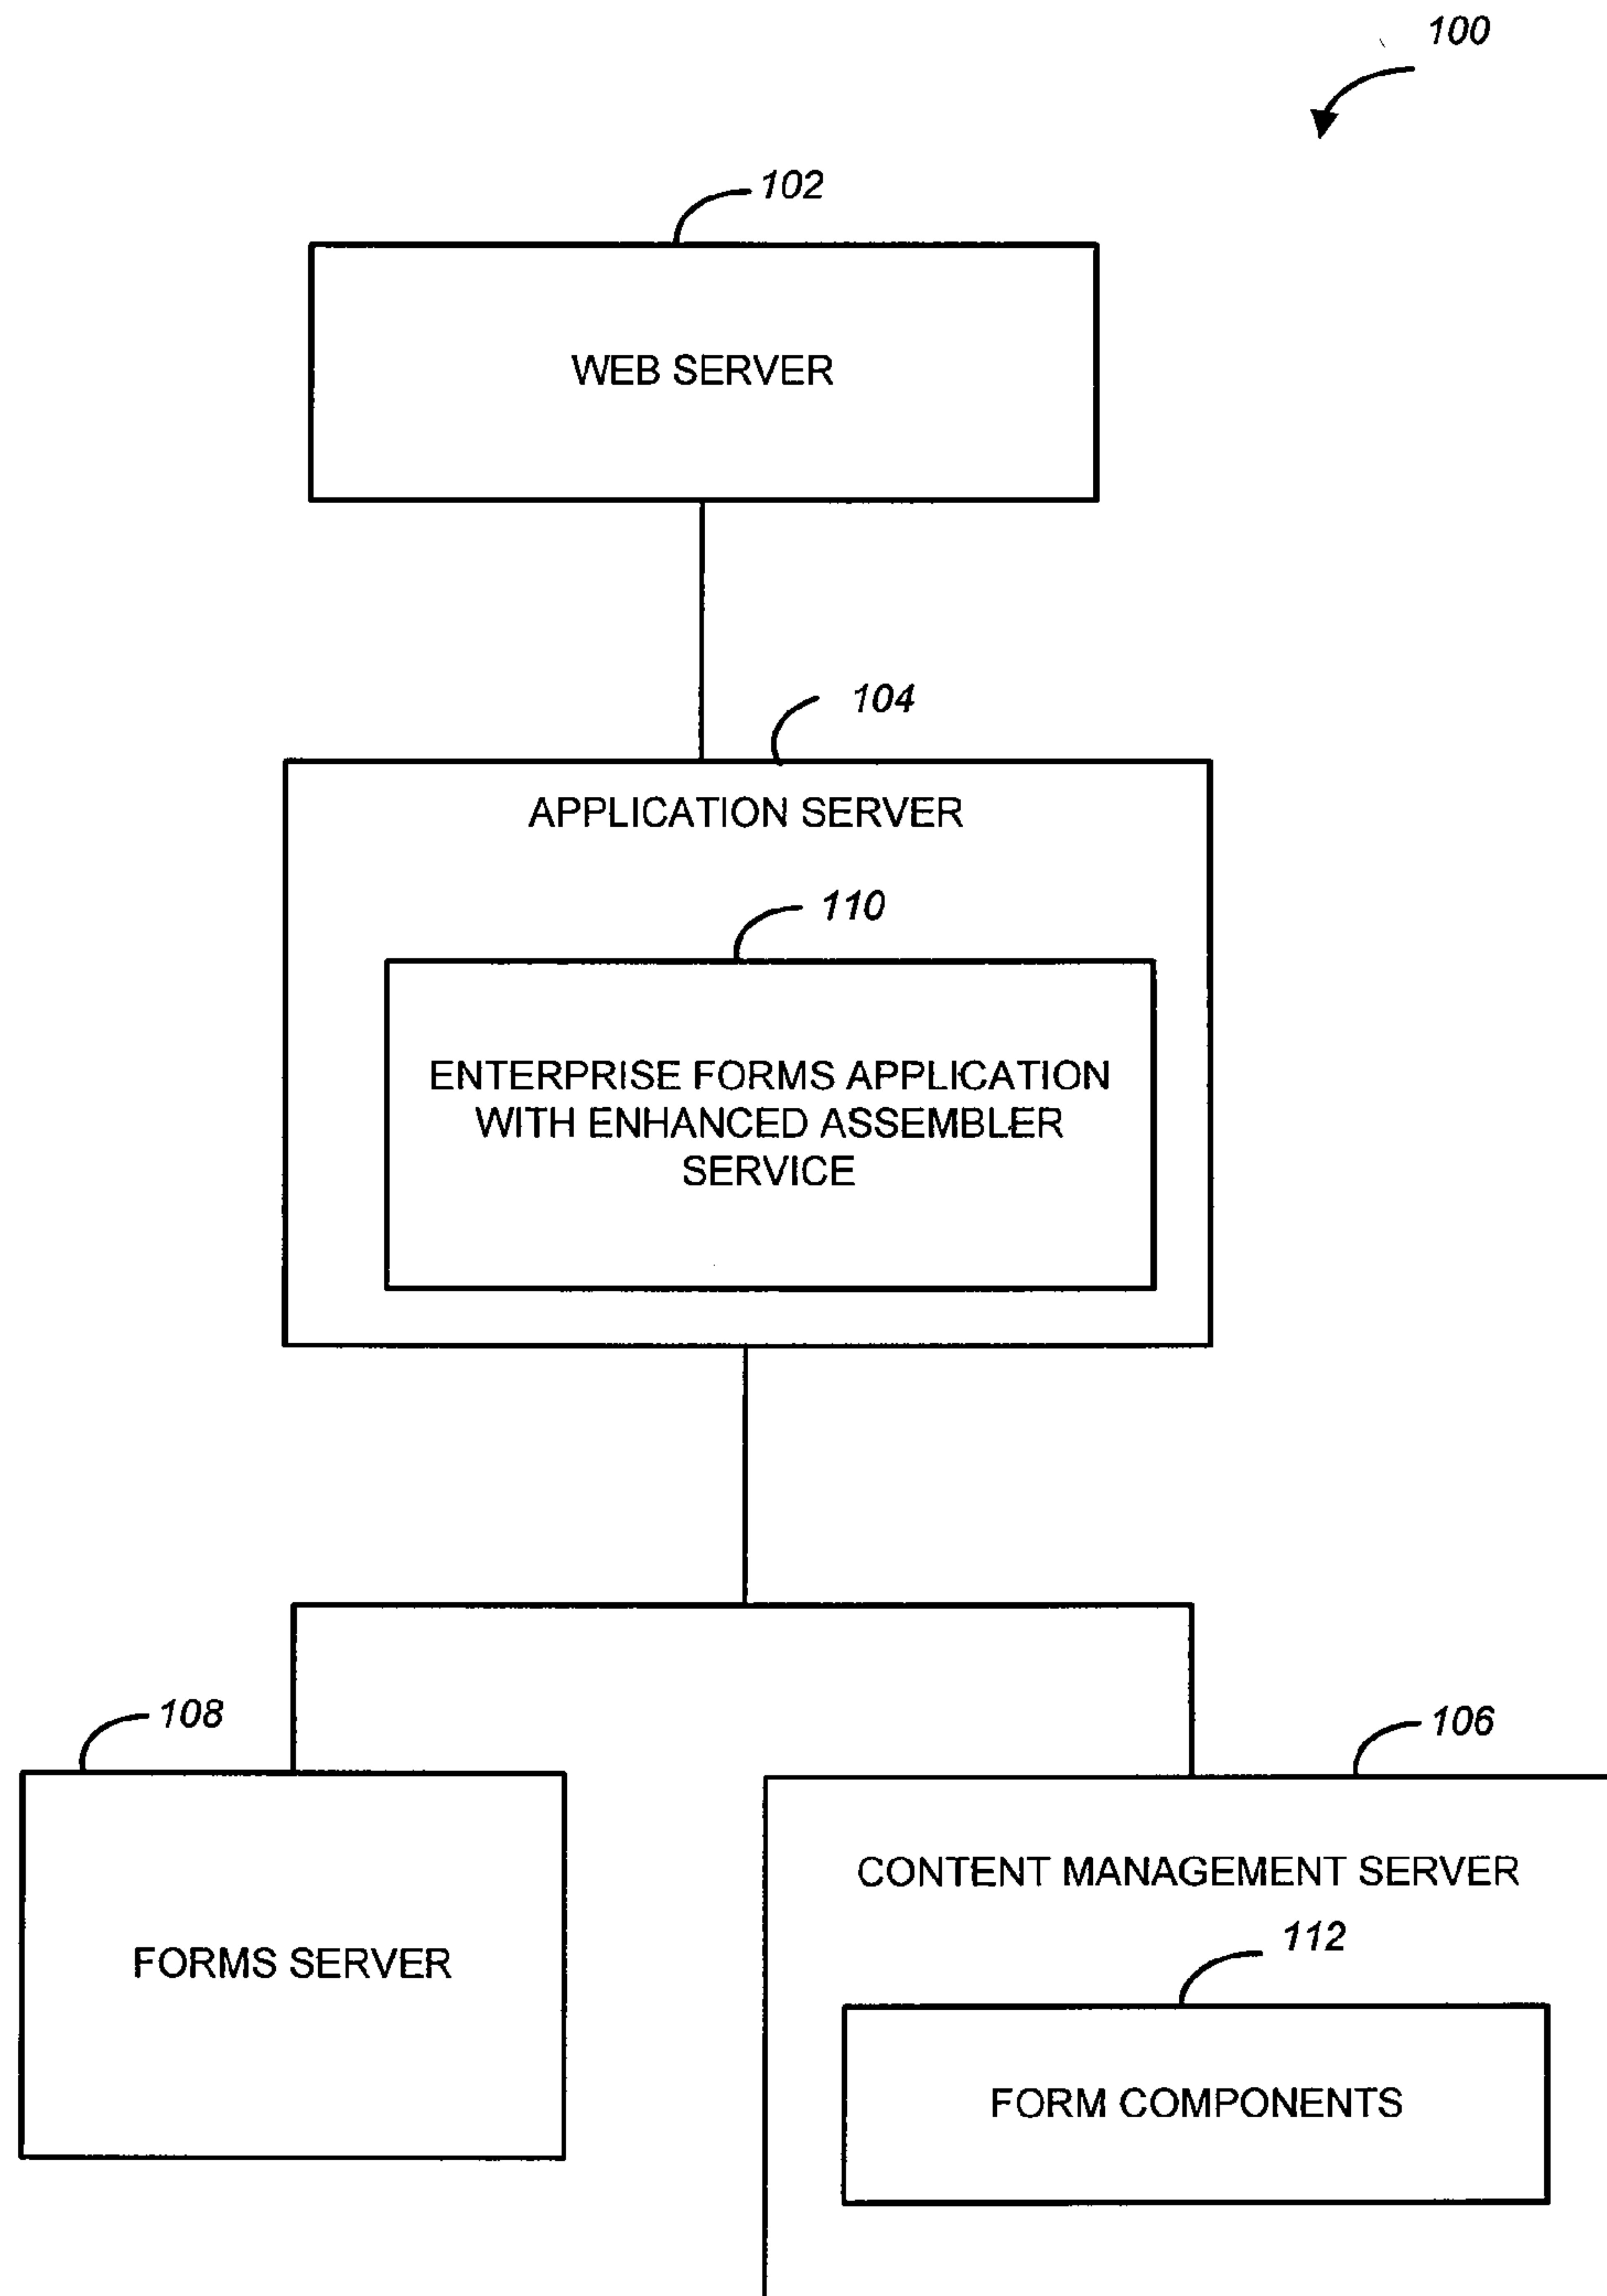 100
102
WEB SERVER
104
APPLICATION SERVER
110
ENTERPRISE FORMS APPLICATION
WITH ENHANCED ASSEMBLER
SERVICE
108
FORMS SERVER
106
CONTENT MANAGEMENT SERVER
112
FORM COMPONENTS